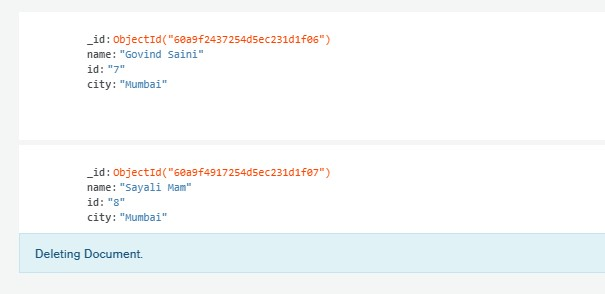 _id: ObjectId("60a9f2437254d5ec231d1f06")
name: "Govind Saini"
id: "7"
city: "Mumbai"
_id: ObjectId("60a9f4917254d5ec231d1f07")
name: "Sayali Mam"
id: "8"
city: "Mumbai"
Deleting Document.